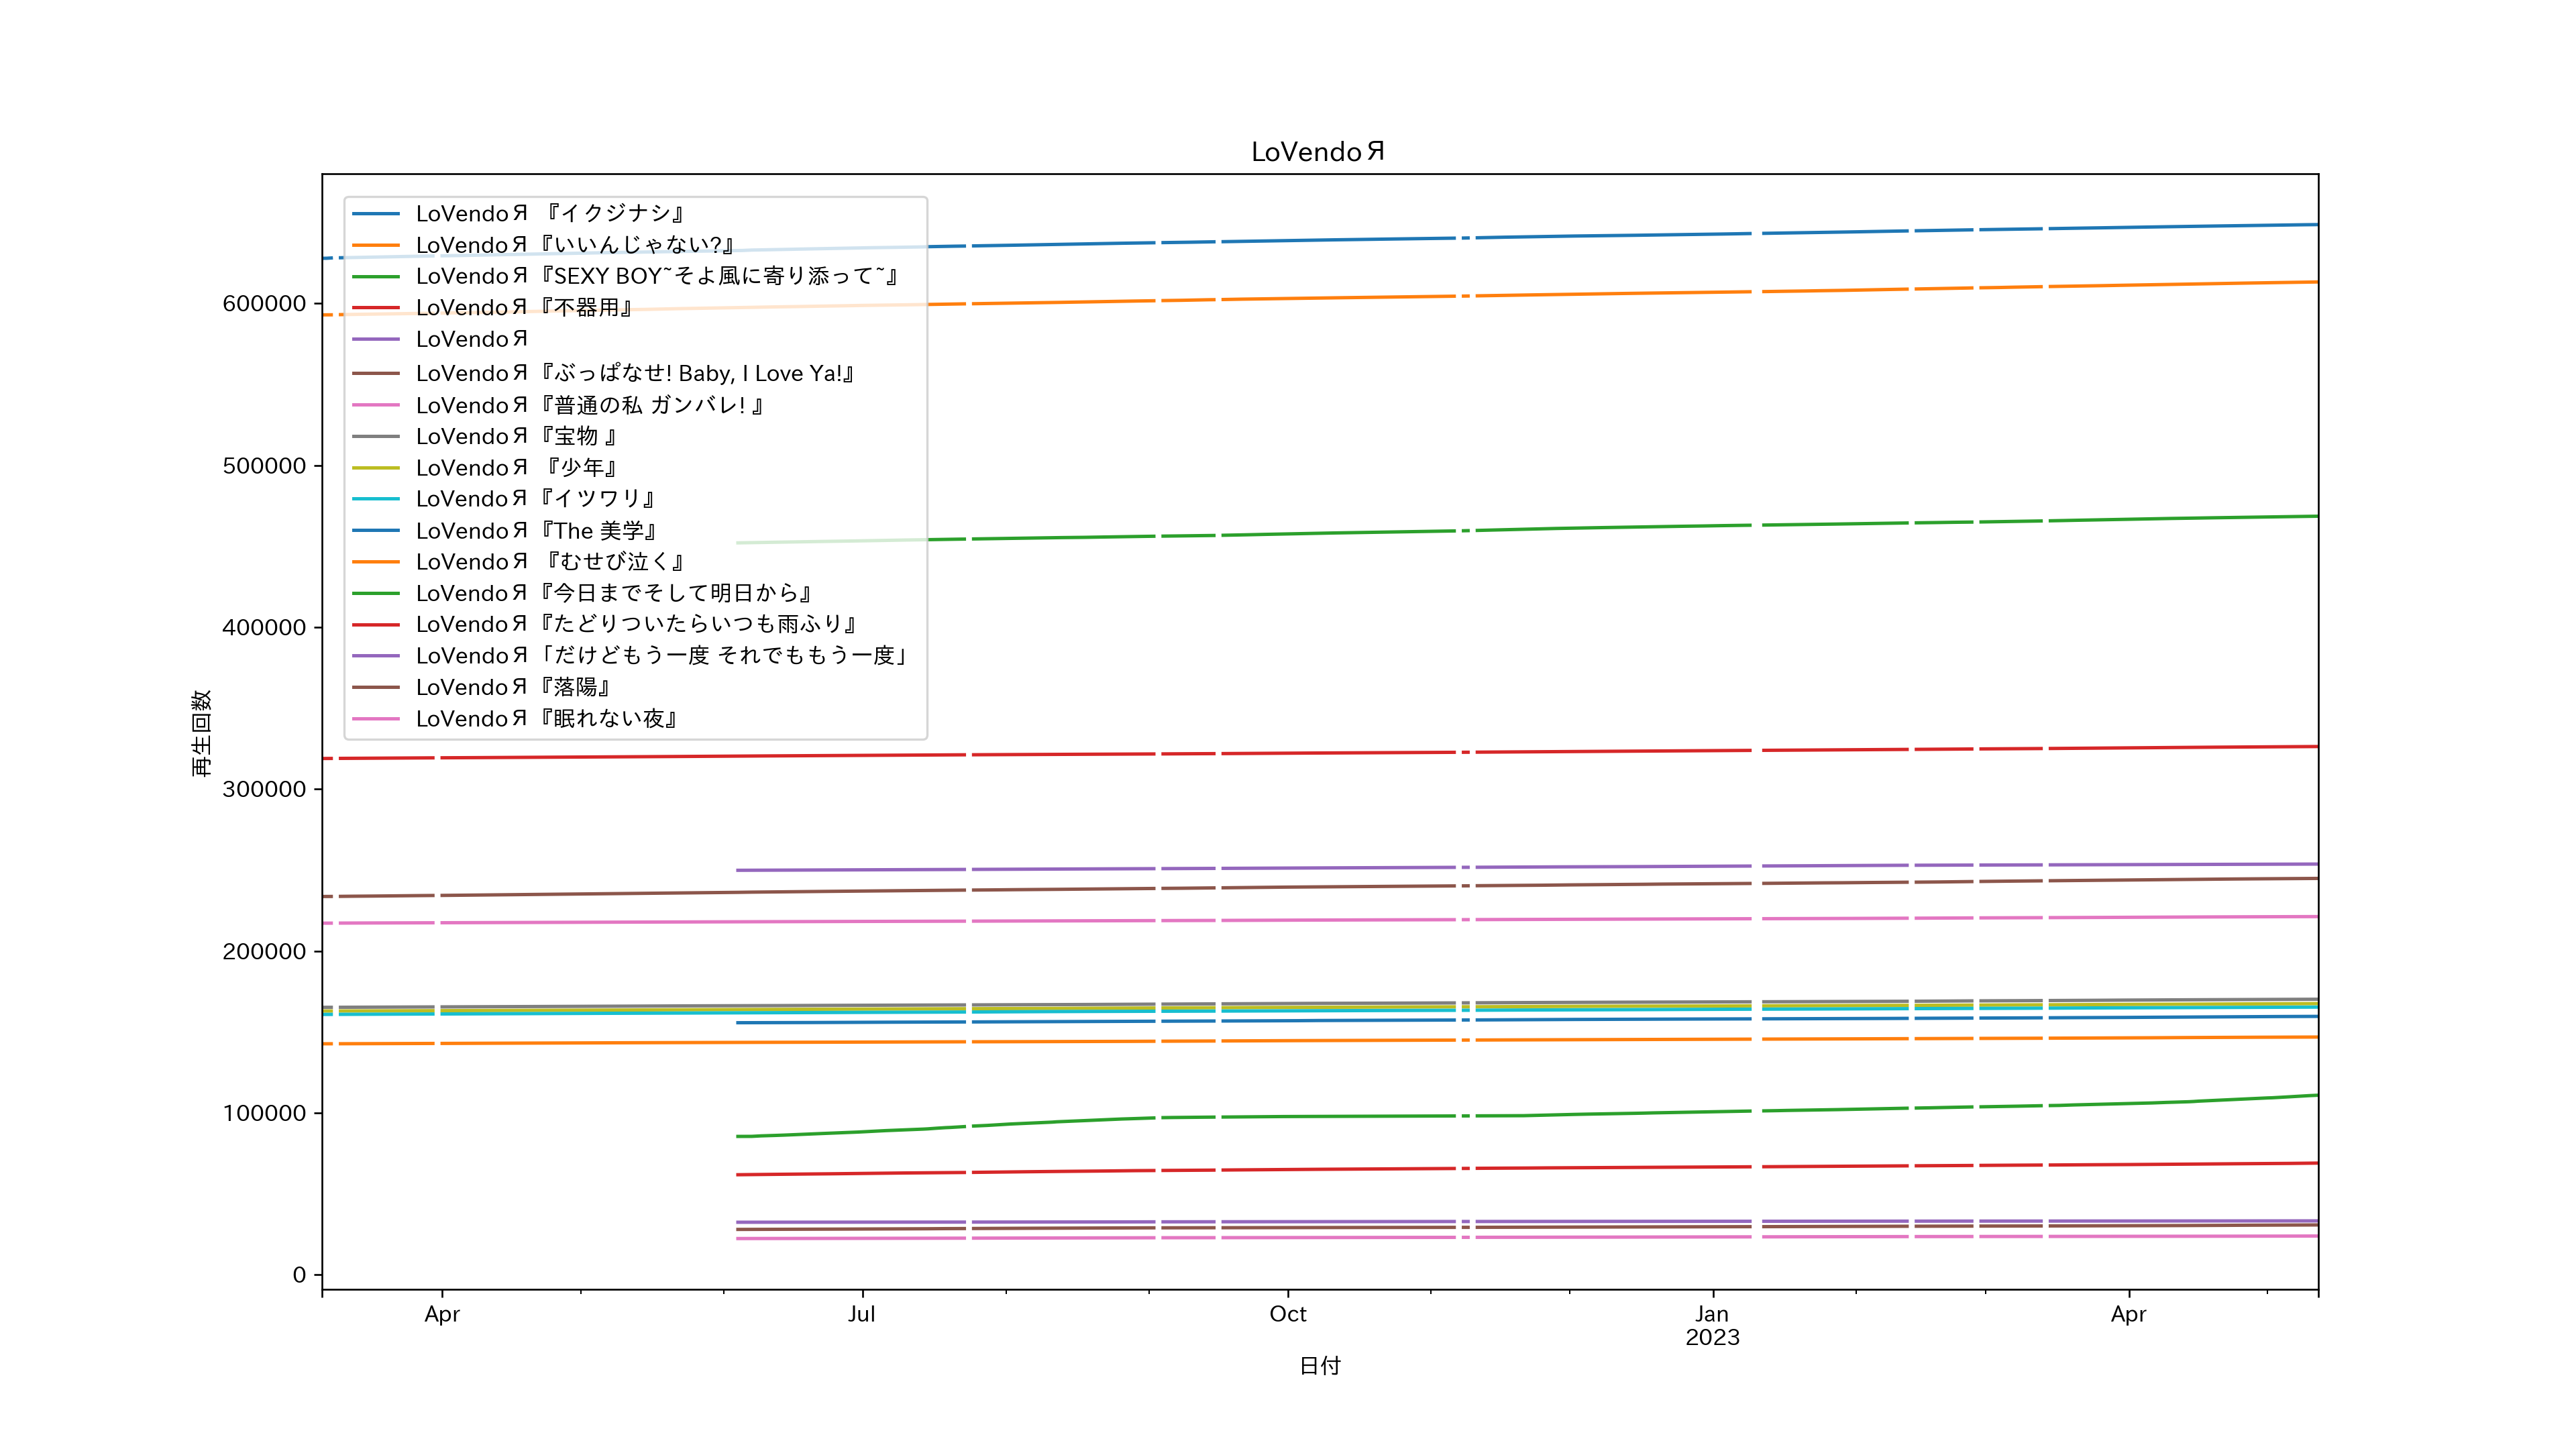 LoVendoЯ
LoVendoЯ 『イクジナシ』
LoVendoЯ『いいんじゃない?』
LoVendoЯ『SEXY BOY~そよ風に寄り添って~』
LoVendoЯ『不器用』
LoVendoЯ
LoVendoЯ『ぶっぱなせ! Baby, I Love Ya!』
LoVendoЯ『普通の私 ガンバレ! 』
LoVendoЯ『宝物 』
LoVendoЯ 『少年』
LoVendoЯ『イツワリ』
LoVendoЯ『The 美学』
LoVendoЯ 『むせび泣く』
LoVendoЯ『今日までそして明日から』
LoVendoЯ『たどりついたらいつも雨ふり』
LoVendoЯ「だけどもう一度 それでももう一度」
LoVendoЯ『落陽』
LoVendoЯ『眠れない夜』
再生回数
600000
500000
400000
300000
200000
100000
0
Apr
Jul
Oct
Jan
2023
Apr
日付